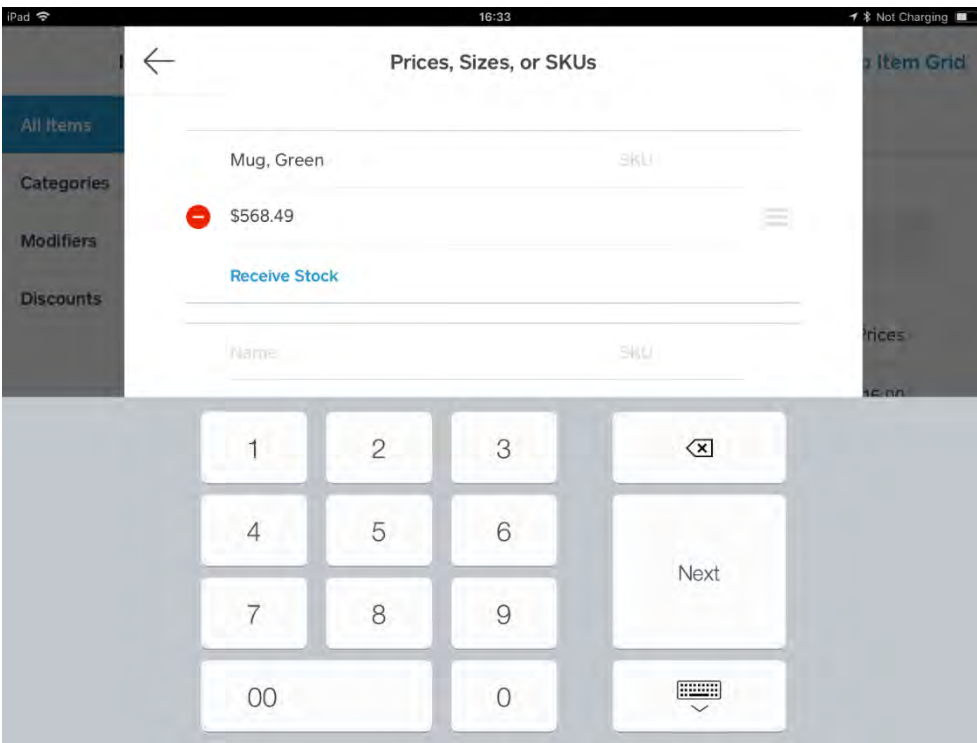 iPad 16:33 Not Charging
Prices, Sizes, or SKUs
Item Grid
All Items
Mug, Green SKU
Categories
$568.49
Modifiers
Receive Stock
Discounts
Prices
Name SKU
1 2 3
4 5 6
Next
7 8 9
00 0